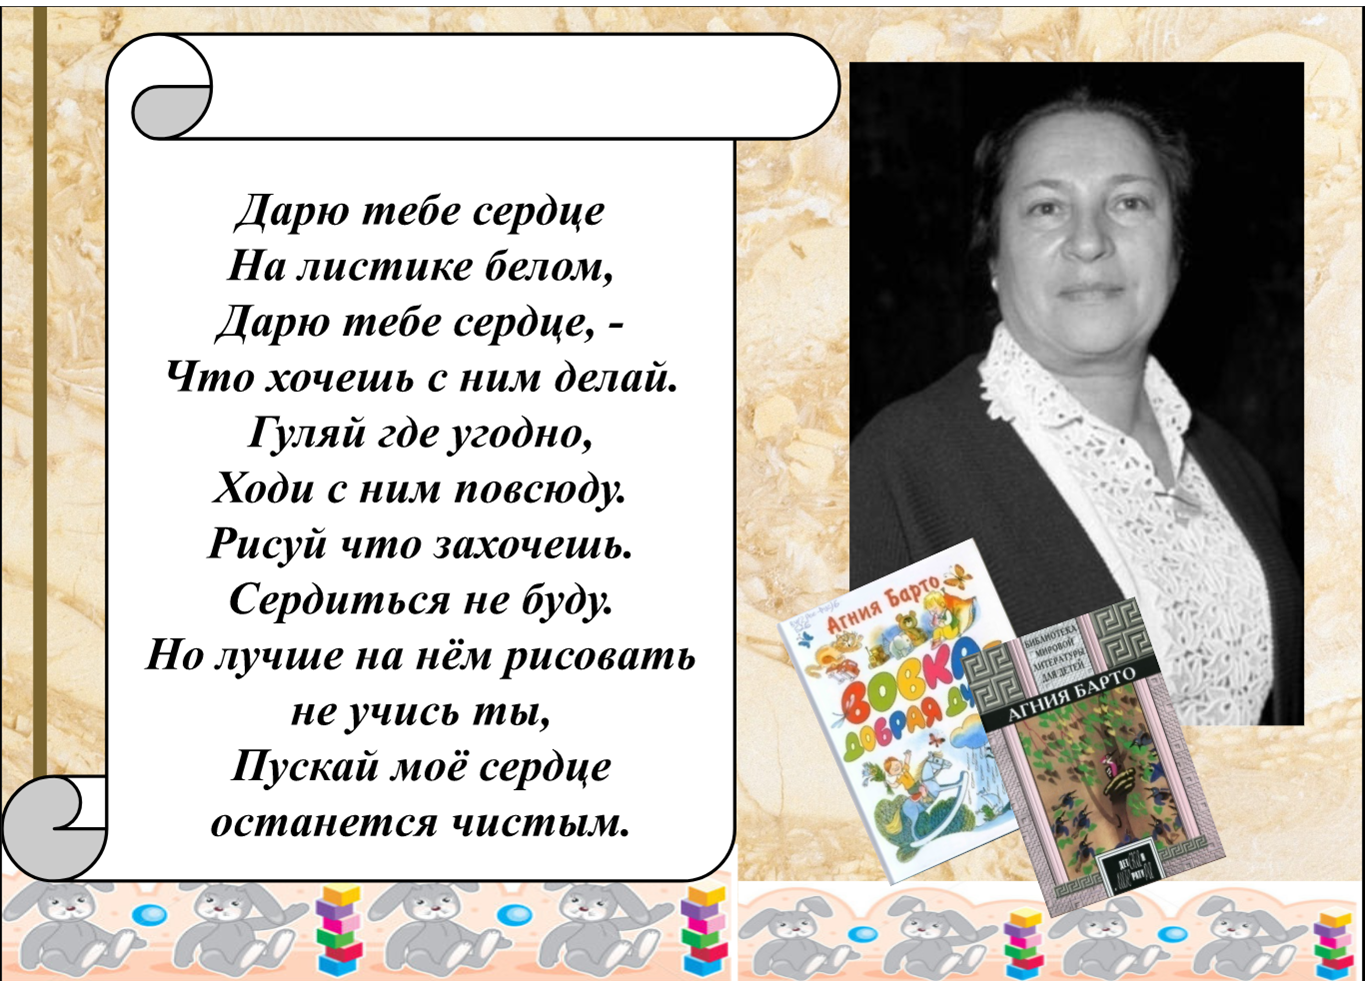 Дарю тебе сердце
На листике белом,
Дарю тебе сердце, -
Что хочешь с ним делай.
Гуляй где угодно,
Ходи с ним повсюду.
Рисуй что захочешь.
Сердиться не буду.
Но лучше на нём рисовать
не учись ты,
Пускай моё сердце
останется чистым.
Агния Барто
ВОВКА
ДОБРАЯ
БИБЛИОТЕКА
МИРОВОЙ
ЛИТЕРАТУРЫ
ДЛЯ ДЕТЕЙ
АГНИЯ БАРТО